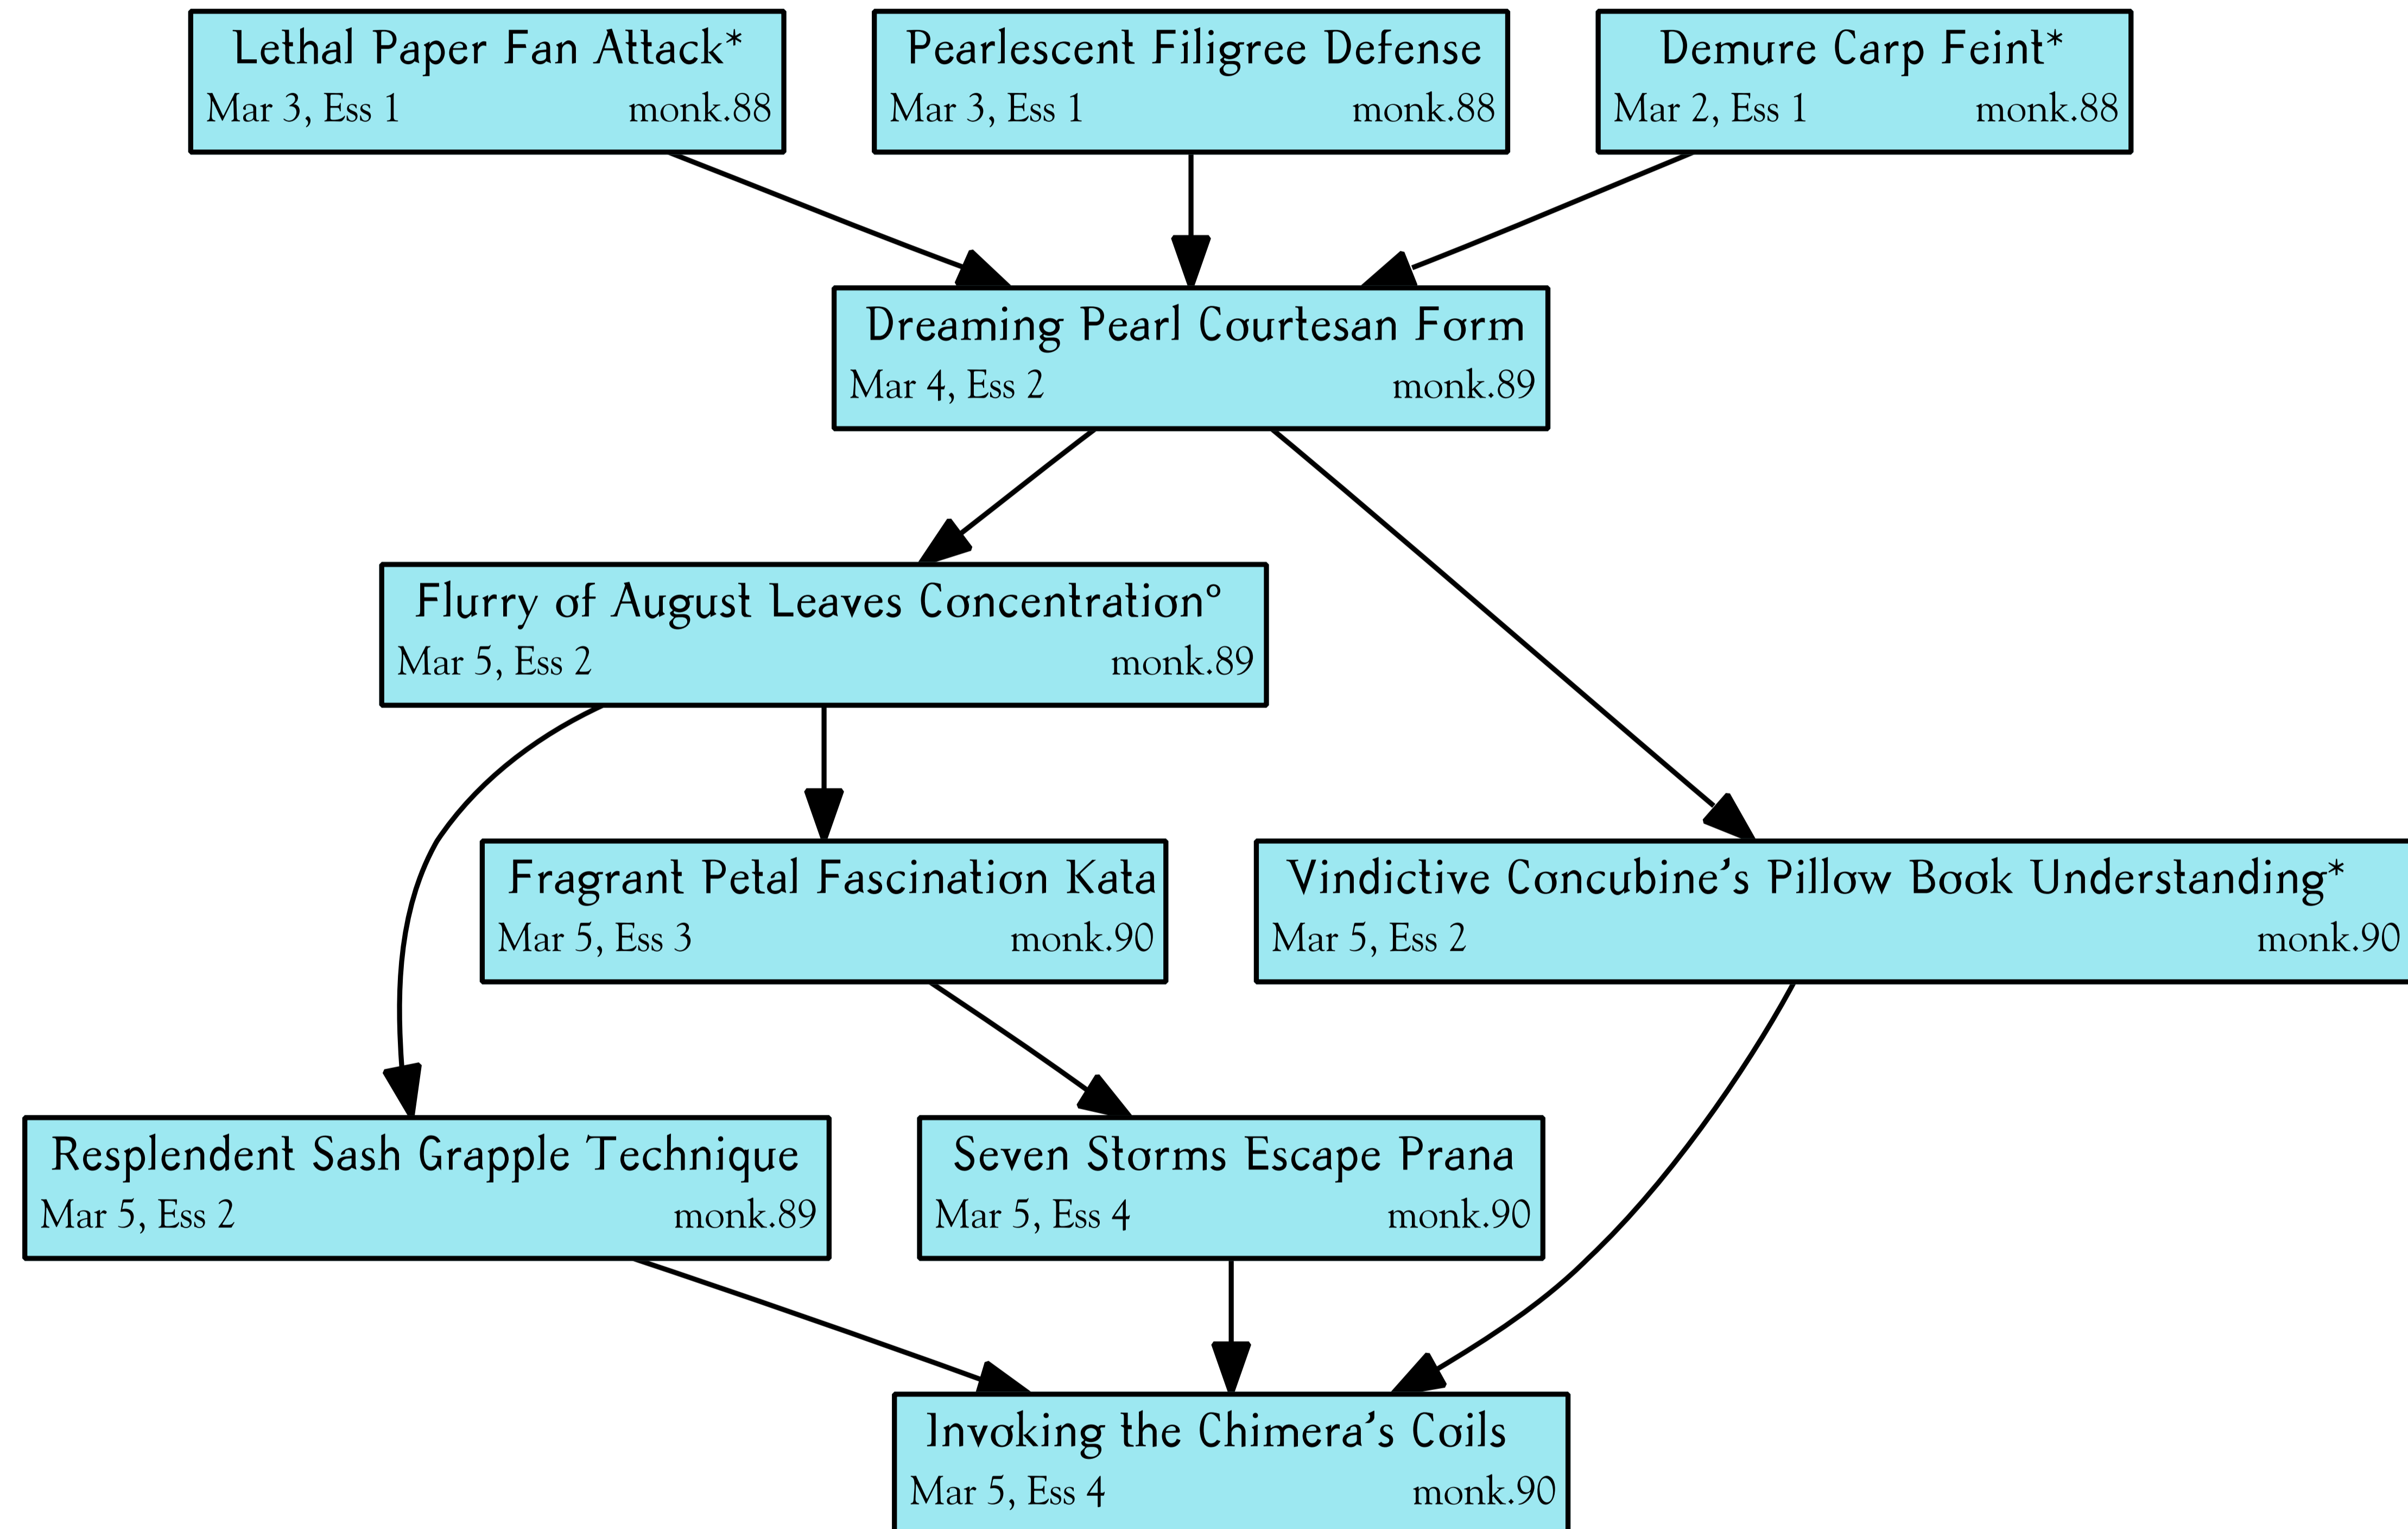 Lethal Paper Fan Attack*
Mar 3, Ess 1 monk.88
Pearlescent Filigree Defense
Mar 3, Ess 1 monk.88
Demure Carp Feint*
Mar 2, Ess 1 monk.88
Dreaming Pearl Courtesan Form
Mar 4, Ess 2 monk.89
Flurry of August Leaves Concentration°
Mar 5, Ess 2 monk.89
Fragrant Petal Fascination Kata
Mar 5, Ess 3 monk.90
Vindictive Concubine's Pillow Book Understanding*
Mar 5, Ess 2 monk.90
Resplendent Sash Grapple Technique
Mar 5, Ess 2 monk.89
Seven Storms Escape Prana
Mar 5, Ess 4 monk.90
Invoking the Chimera's Coils
Mar 5, Ess 4 monk.90